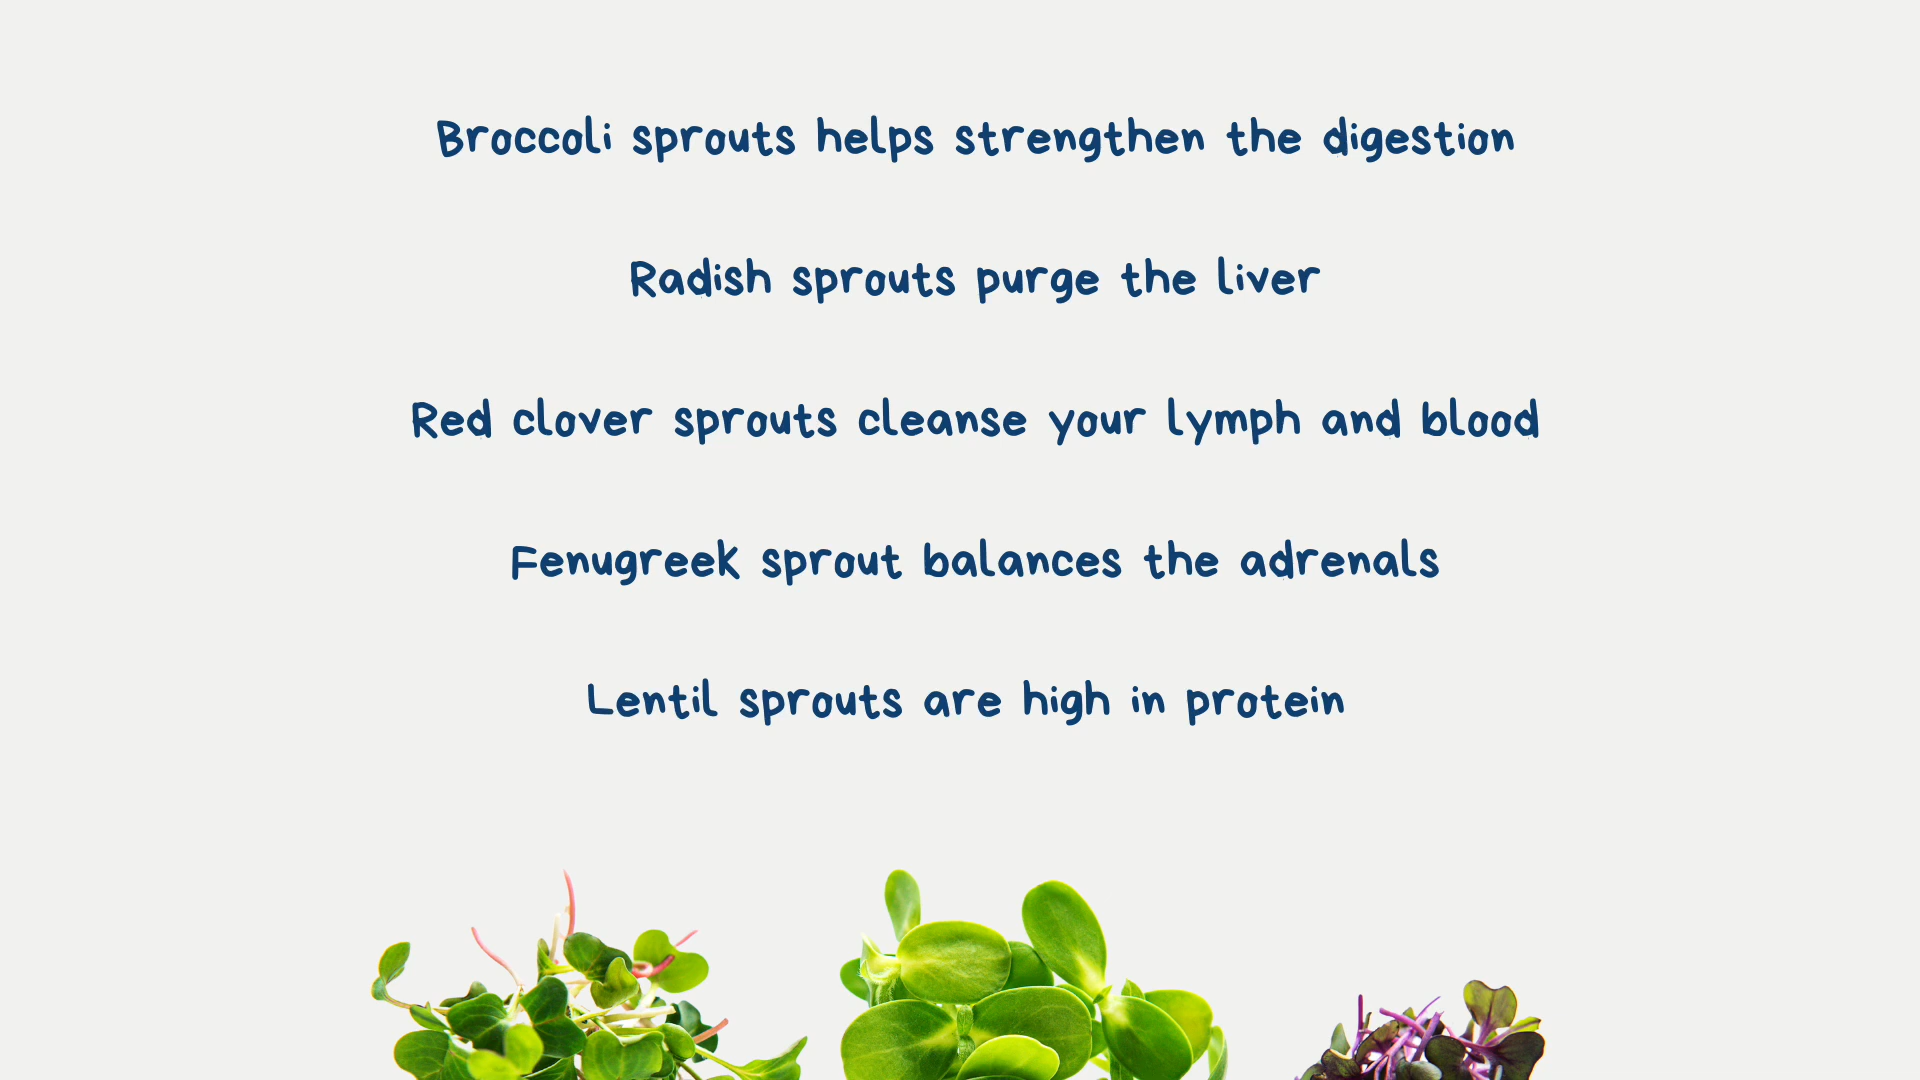 Broccoli sprouts helps strengthen the digestion
Radish sprouts purge the liver
Red clover sprouts cleanse your lymph and blood
Fenugreek sprout balances the adrenals
Lentil sprouts are high in protein